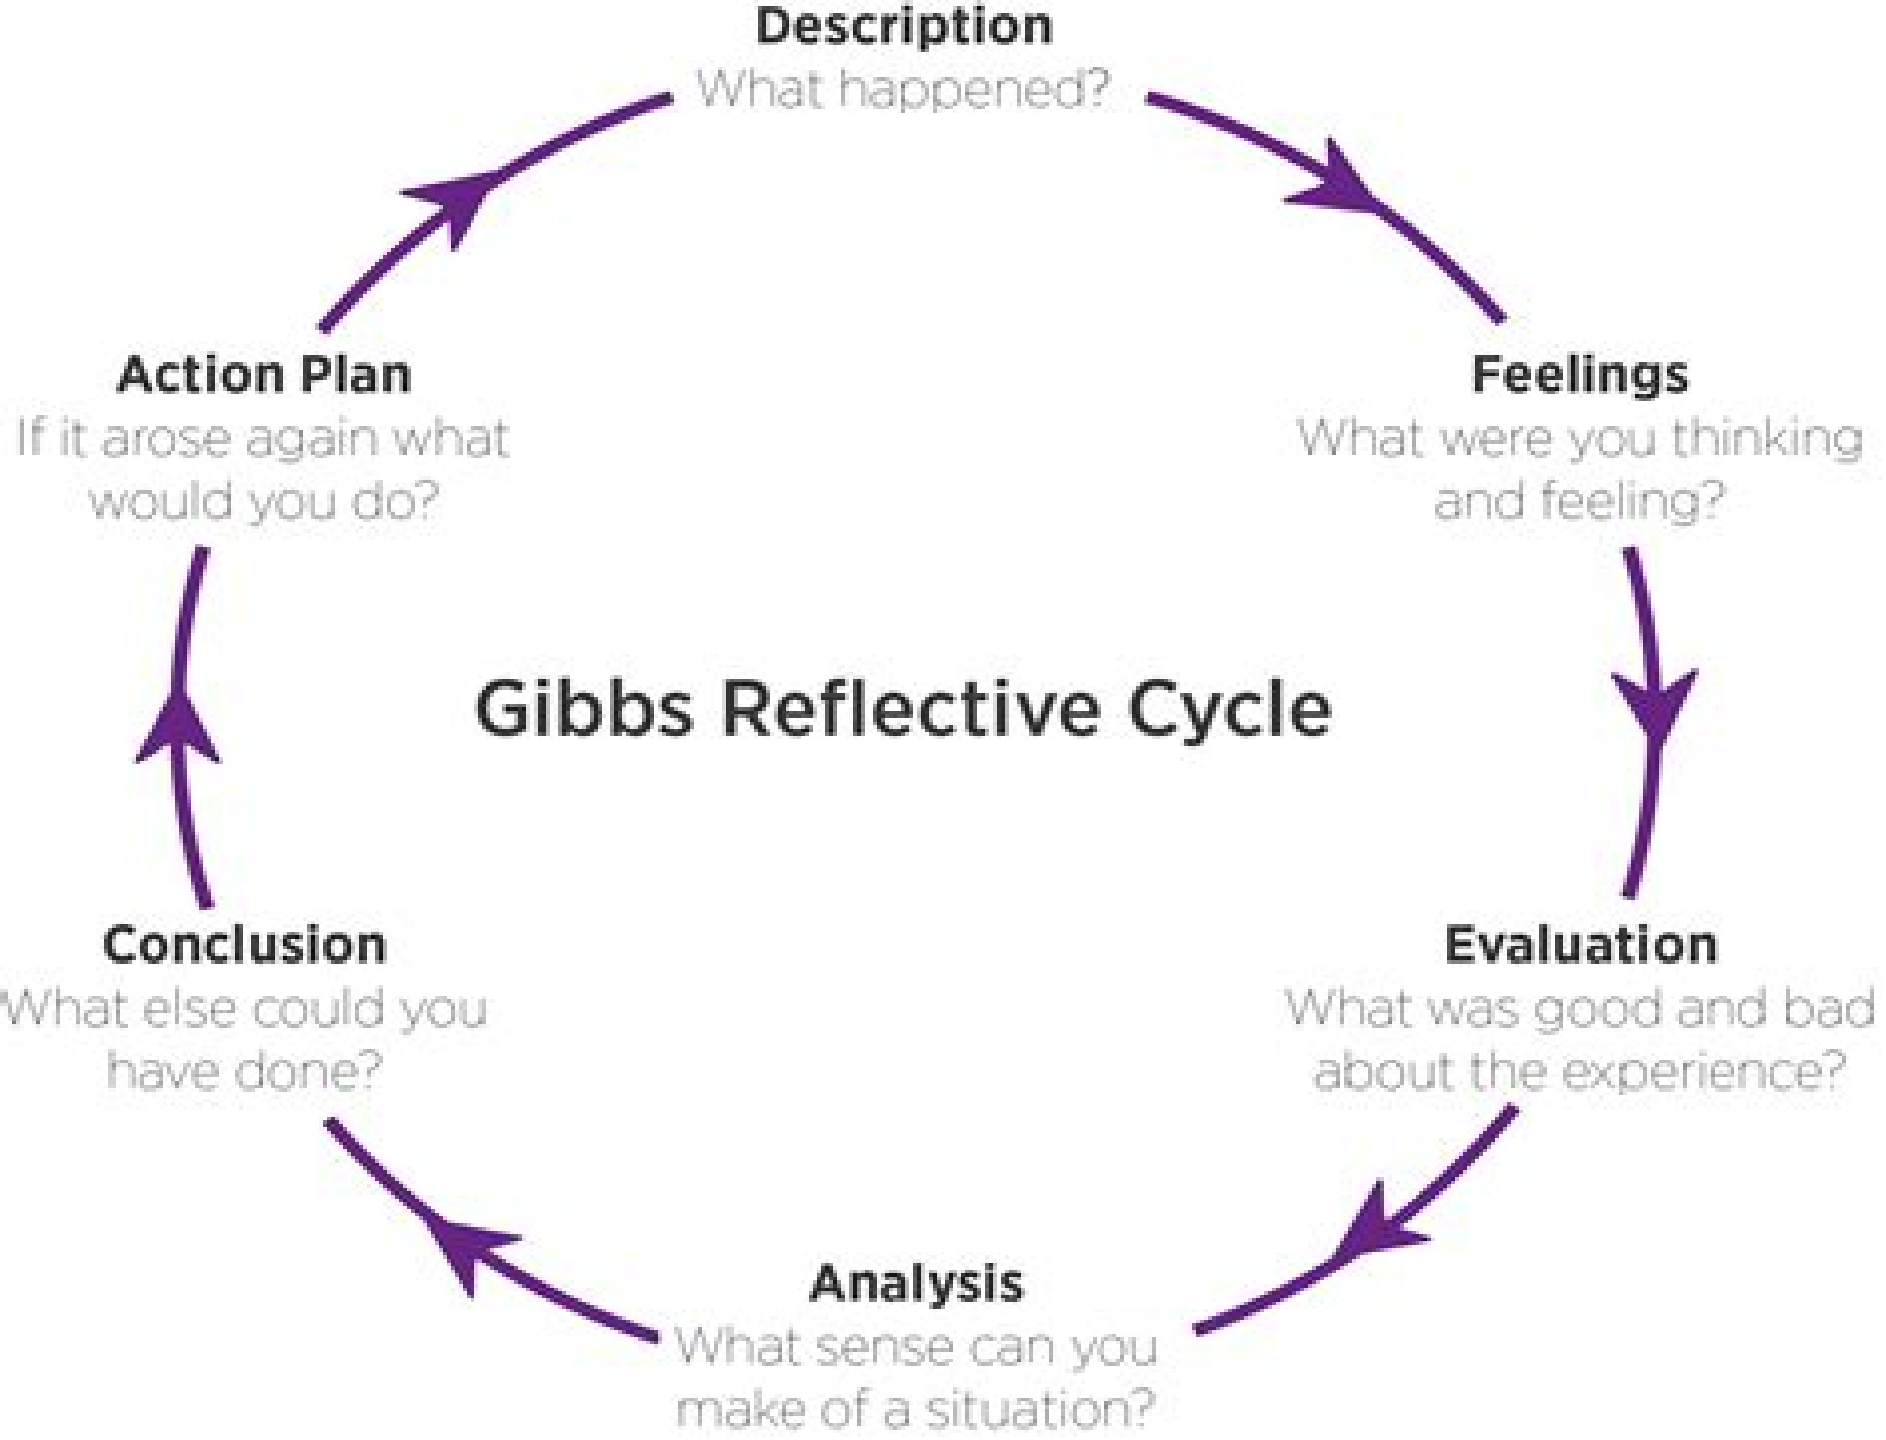 Description
What happened?
Feelings
What were you thinking
and feeling?
Evaluation
What was good and bad
about the experience?
Analysis
What sense can you
make of a situation?
Conclusion
What else could you
have done?
Action Plan
If it arose again what
would you do?
Gibbs Reflective Cycle